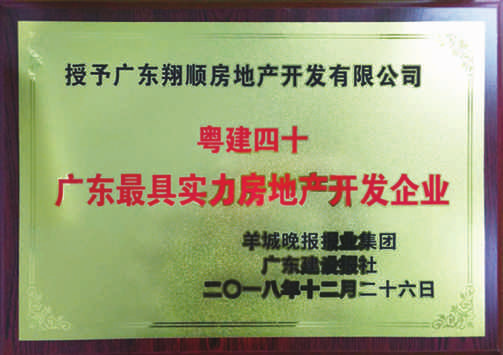 授予广东翔顺房地产开发有限公司
粤建四十
广东最具实力房地产开发企业
羊城晚报报业集团
广东建设报社
二〇一八年十二月二十六日